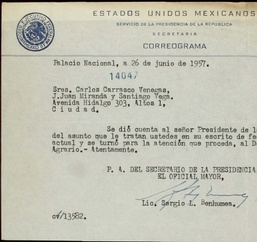 ESTADOS UNIDOS MEXICANOS
SERVICIO DE LA PRESIDENCIA DE LA REPUBLICA
SECRETARIA
CORREOGRAMA
Palacio Nacional, a 26 de junio de 1957.
14047
Sres. Carlos Carrasco Venegas,
J.Juan Miranda y Santiago Vega.
Avenida Hidalgo 303, Altos 1,
C i u d a d.
Se dió cuenta al señor Presidente de l
del asunto que le tratan ustedes en su escrito de fe
actual y se turnó para la atención que proceda, al D
Agrario.- Atentamente.
P. A. DEL SECRETARIO DE LA PRESIDENCIA
EL OFICIAL MAYOR.
Lic. Sergio L. Benhumea.
/13582.